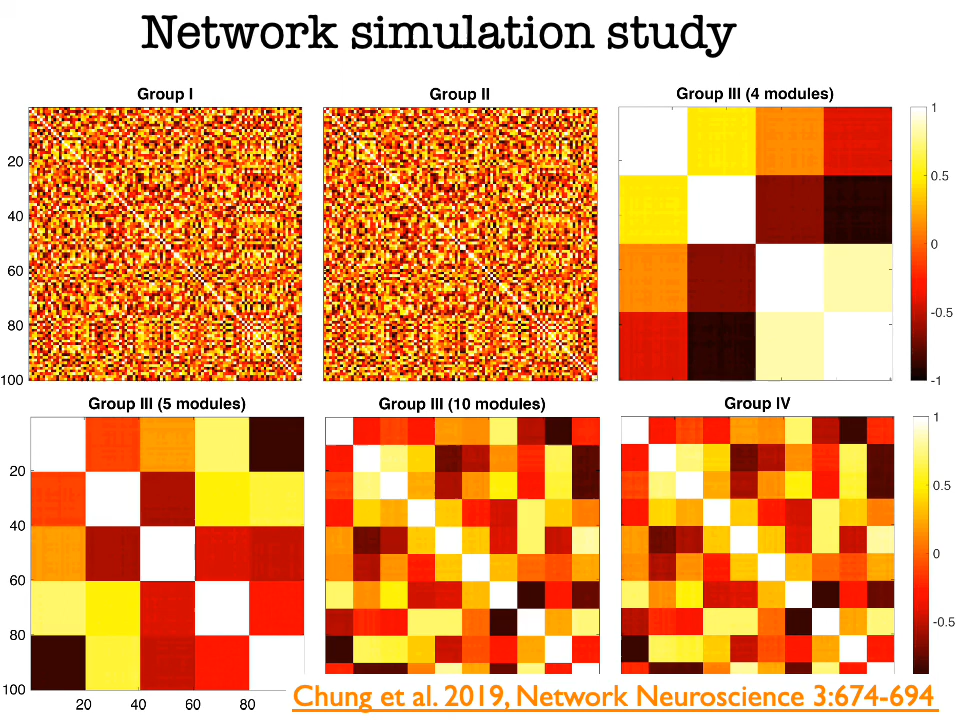 Network simulation study
Group I
Group II
Group III (4 modules)
20
40
60
80
100
1
0.5
0
-0.5
-1
Group III (5 modules)
Group III (10 modules)
Group IV
20
40
60
80
100
20
40
60
80
1
0.5
0
-0.5
Chung et al. 2019, Network Neuroscience 3:674-694